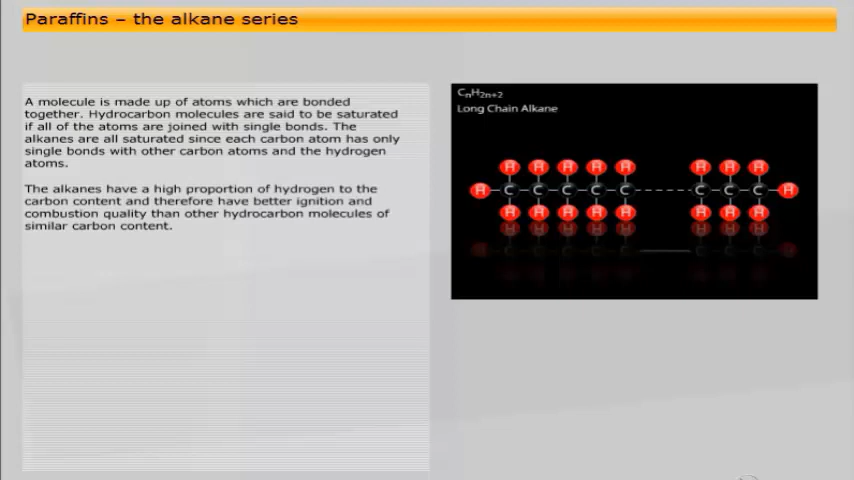 Paraffins – the alkane series
A molecule is made up of atoms which are bonded
together. Hydrocarbon molecules are said to be saturated
if all of the atoms are joined with single bonds. The
alkanes are all saturated since each carbon atom has only
single bonds with other carbon atoms and the hydrogen
atoms.
The alkanes have a high proportion of hydrogen to the
carbon content and therefore have better ignition and
combustion quality than other hydrocarbon molecules of
similar carbon content.
CnH2n+2
Long Chain Alkane
H H H H H H H H
H C C C C C C C C H
H H H H H H H H